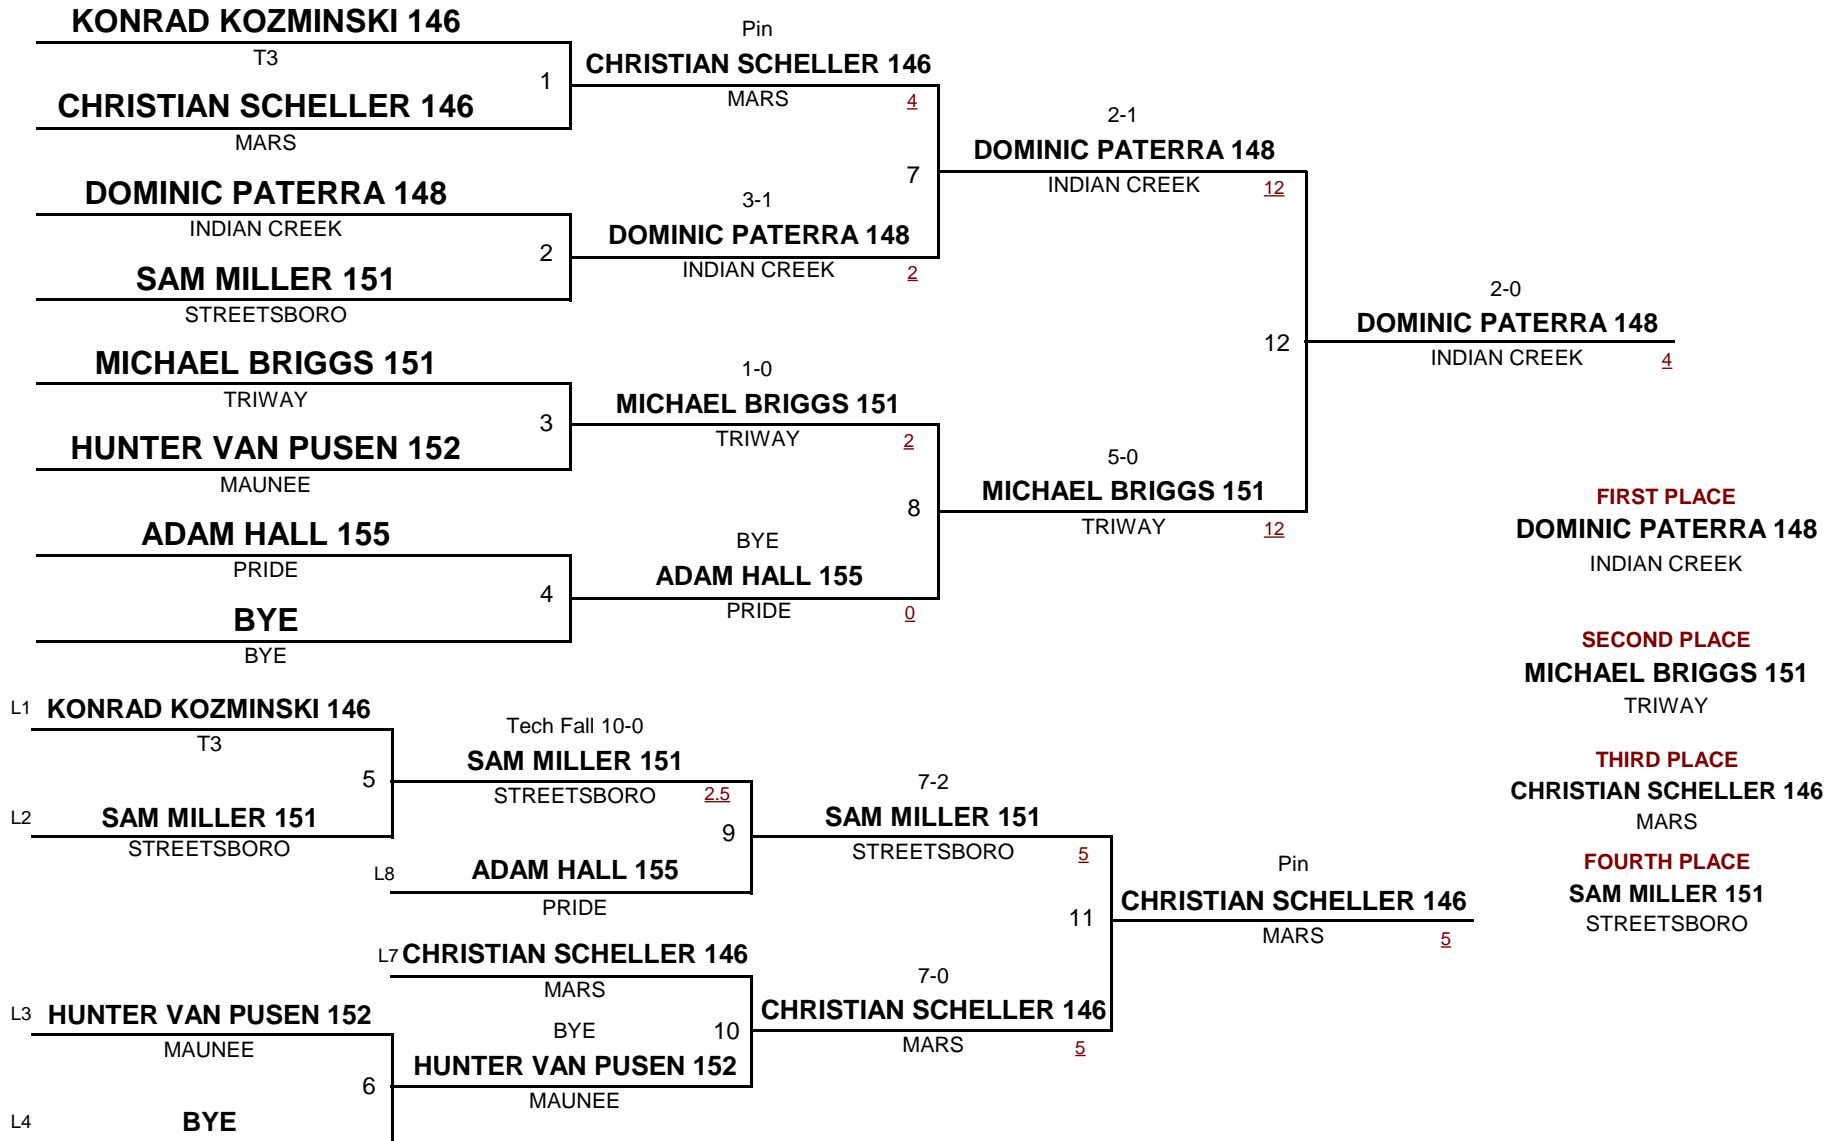 KONRAD KOZMINSKI 146
T3
1
CHRISTIAN SCHELLER 146
MARS
DOMINIC PATERRA 148
INDIAN CREEK
2
SAM MILLER 151
STREETSBORO
MICHAEL BRIGGS 151
TRIWAY
3
HUNTER VAN PUSEN 152
MAUNEE
ADAM HALL 155
PRIDE
4
BYE
BYE
Pin
CHRISTIAN SCHELLER 146
MARS 4
7
3-1
DOMINIC PATERRA 148
INDIAN CREEK 2
1-0
MICHAEL BRIGGS 151
TRIWAY 2
8
BYE
ADAM HALL 155
PRIDE 0
2-1
DOMINIC PATERRA 148
INDIAN CREEK 12
12
5-0
MICHAEL BRIGGS 151
TRIWAY 12
2-0
DOMINIC PATERRA 148
INDIAN CREEK 4
FIRST PLACE
DOMINIC PATERRA 148
INDIAN CREEK
SECOND PLACE
MICHAEL BRIGGS 151
TRIWAY
THIRD PLACE
CHRISTIAN SCHELLER 146
MARS
FOURTH PLACE
SAM MILLER 151
STREETSBORO
L1 KONRAD KOZMINSKI 146
T3
5
L2 SAM MILLER 151
STREETSBORO
L3 HUNTER VAN PUSEN 152
MAUNEE
6
L4 BYE
Tech Fall 10-0
SAM MILLER 151
STREETSBORO 2.5
9
L8 ADAM HALL 155
PRIDE
L7 CHRISTIAN SCHELLER 146
MARS
BYE 10
HUNTER VAN PUSEN 152
MAUNEE
7-2
SAM MILLER 151
STREETSBORO 5
11
7-0
CHRISTIAN SCHELLER 146
MARS 5
Pin
CHRISTIAN SCHELLER 146
MARS 5